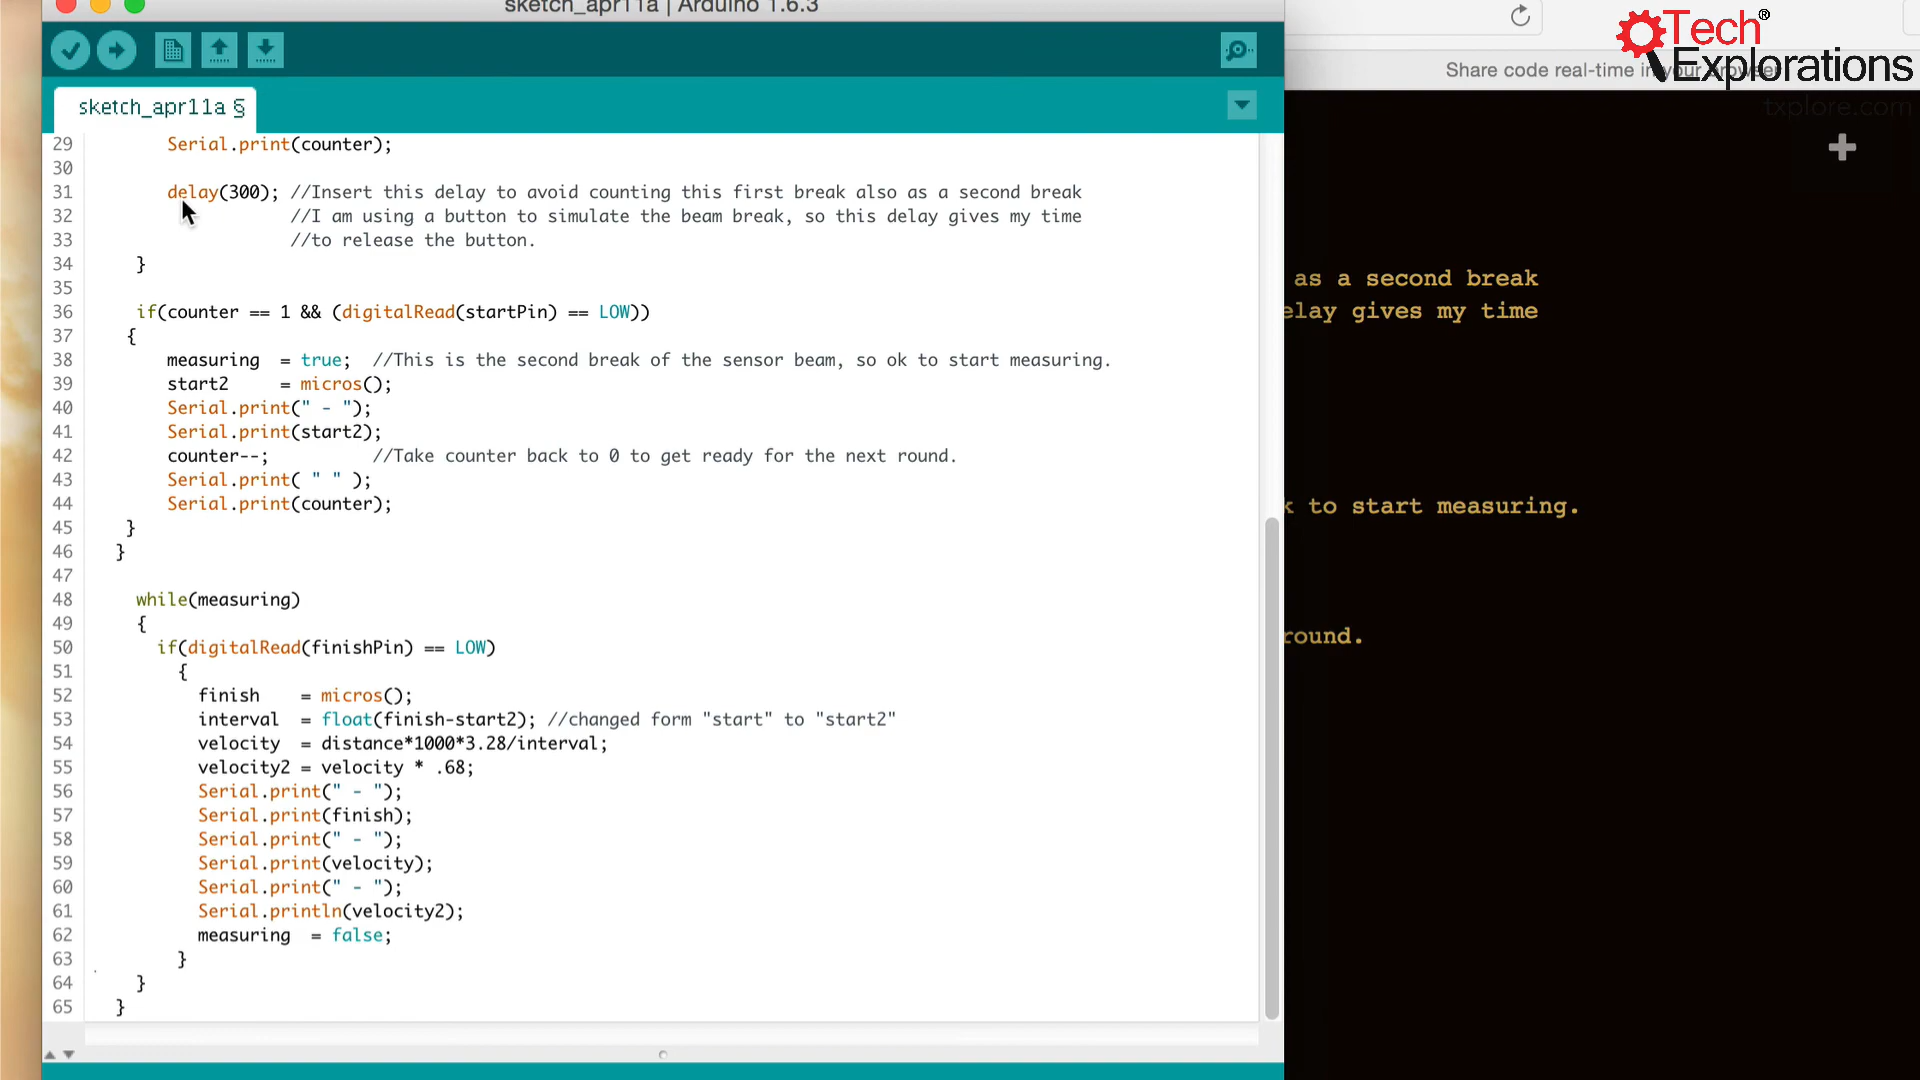 sketch_apr11a | Arduino 1.6.3
Tech®
Explorations
Share code real-time in your browser
txplore.com
sketch_apr11a §
29 Serial.print(counter);
30
31 delay(300); //Insert this delay to avoid counting this first break also as a second break
32 //I am using a button to simulate the beam break, so this delay gives my time
33 //to release the button.
34 }
35
36 if(counter == 1 && (digitalRead(startPin) == LOW))
37 {
38 measuring = true; //This is the second break of the sensor beam, so ok to start measuring.
39 start2 = micros();
40 Serial.print(" - ");
41 Serial.print(start2);
42 counter--; //Take counter back to 0 to get ready for the next round.
43 Serial.print( " " );
44 Serial.print(counter);
45 }
46 }
47
48 while(measuring)
49 {
50 if(digitalRead(finishPin) == LOW)
51 {
52 finish = micros();
53 interval = float(finish-start2); //changed form "start" to "start2"
54 velocity = distance*1000*3.28/interval;
55 velocity2 = velocity * .68;
56 Serial.print(" - ");
57 Serial.print(finish);
58 Serial.print(" - ");
59 Serial.print(velocity);
60 Serial.print(" - ");
61 Serial.println(velocity2);
62 measuring = false;
63 }
64 }
65 }
as a second break
elay gives my time
k to start measuring.
round.